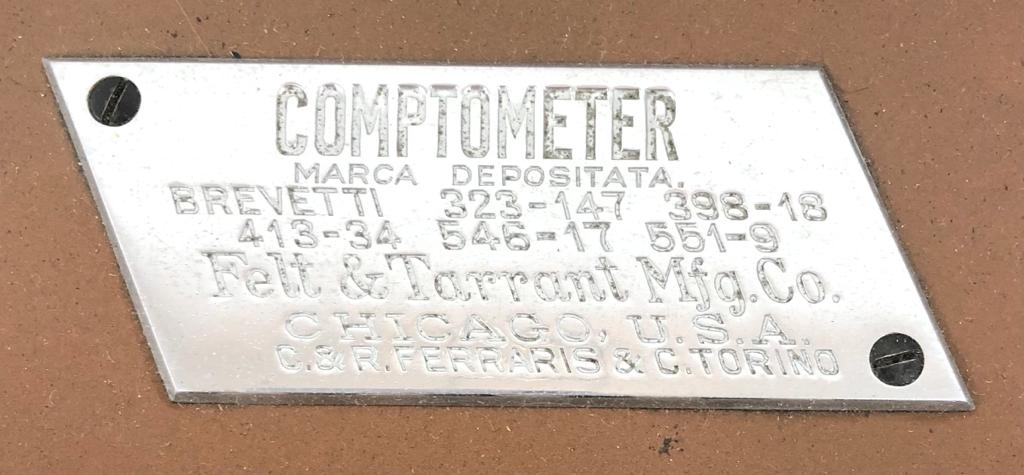 COMPTOMETER
MARCA DEPOSITATA.
BREVETTI 323-147 398-18
413-34 546-17 551-9
Felt & Tarrant Mfg. Co.
CHICAGO, U.S.A.
C.& R.FERRARIS & C.TORINO